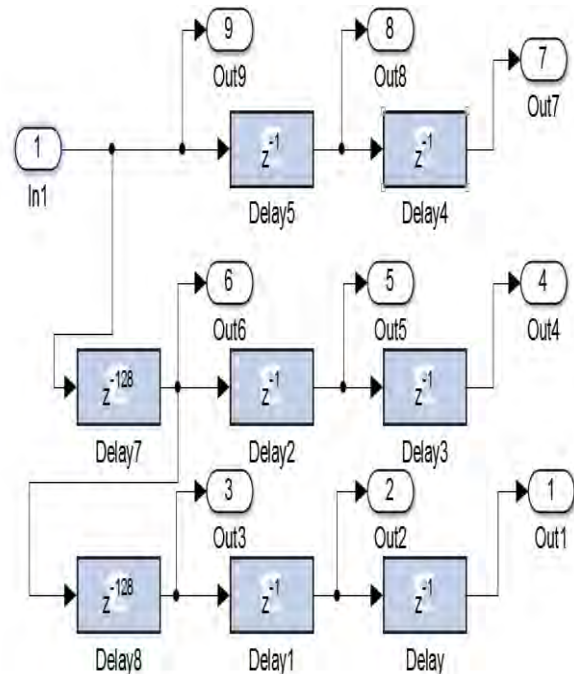 9
8
7
Out9
Out8
Out7
1
In1
z-1
z-1
Delay5
Delay4
6
5
4
Out6
Out5
Out4
z-128
z-1
z-1
Delay7
Delay2
Delay3
3
2
1
Out3
Out2
Out1
z-128
z-1
z-1
Delay8
Delay1
Delay